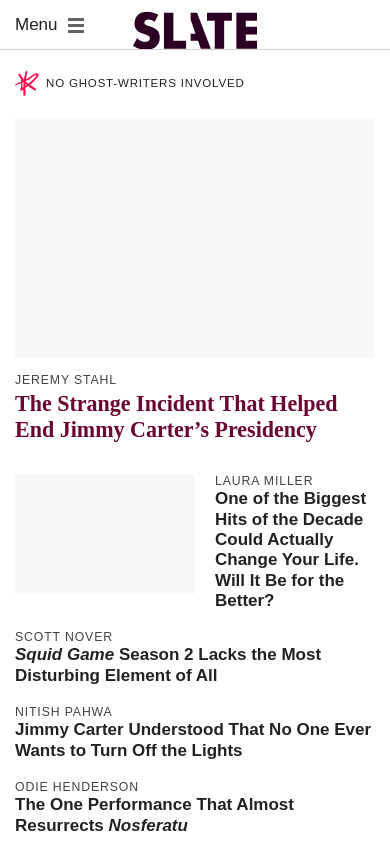 Menu
SLATE
NO GHOST-WRITERS INVOLVED
JEREMY STAHL
The Strange Incident That Helped
End Jimmy Carter’s Presidency
LAURA MILLER
One of the Biggest
Hits of the Decade
Could Actually
Change Your Life.
Will It Be for the
Better?
SCOTT NOVER
Squid Game Season 2 Lacks the Most
Disturbing Element of All
NITISH PAHWA
Jimmy Carter Understood That No One Ever
Wants to Turn Off the Lights
ODIE HENDERSON
The One Performance That Almost
Resurrects Nosferatu